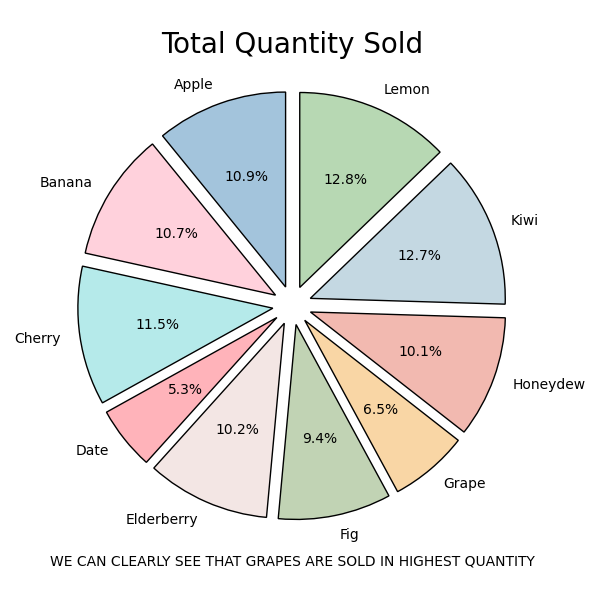 Total Quantity Sold
Apple
Lemon
10.9%
12.8%
Banana
Kiwi
10.7%
12.7%
Cherry
11.5%
10.1%
Honeydew
5.3%
6.5%
Date
10.2%
9.4%
Grape
Elderberry
Fig
WE CAN CLEARLY SEE THAT GRAPES ARE SOLD IN HIGHEST QUANTITY